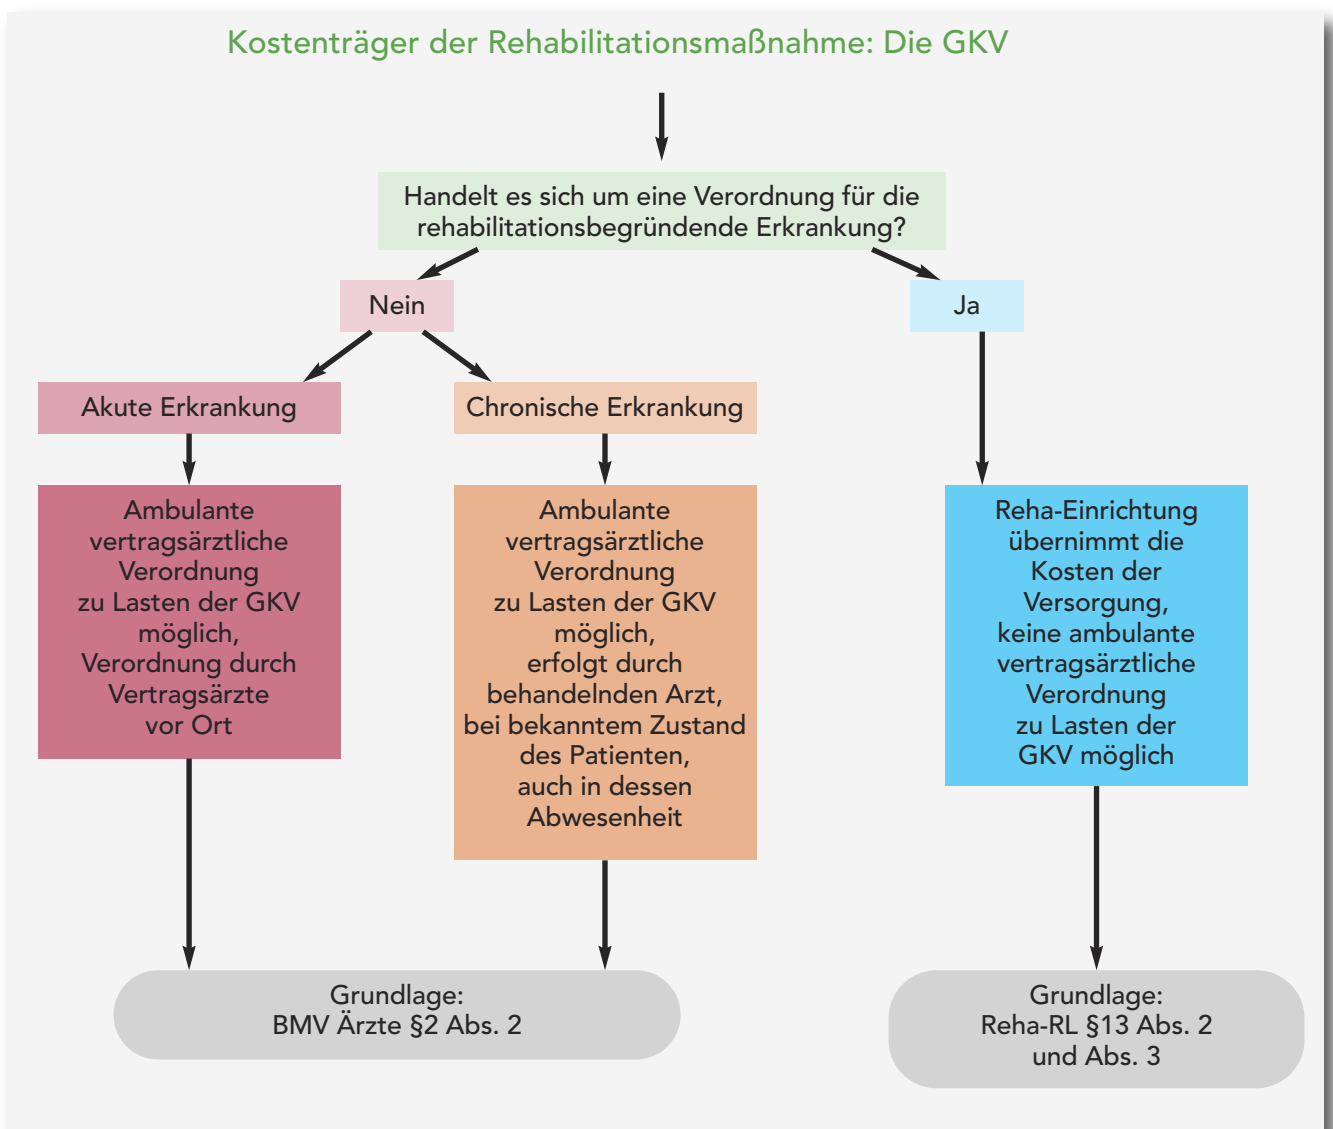 Kostenträger der Rehabilitationsmaßnahme: Die GKV
Handelt es sich um eine Verordnung für die
rehabilitationsbegründende Erkrankung?
Nein
Ja
Akute Erkrankung
Chronische Erkrankung
Ambulante
vertragsärztliche
Verordnung
zu Lasten der GKV
möglich,
Verordnung durch
Vertragsärzte
vor Ort
Ambulante
vertragsärztliche
Verordnung
zu Lasten der GKV
möglich,
erfolgt durch
behandelnden Arzt,
bei bekanntem Zustand
des Patienten,
auch in dessen
Abwesenheit
Reha-Einrichtung
übernimmt die
Kosten der
Versorgung,
keine ambulante
vertragsärztliche
Verordnung
zu Lasten der
GKV möglich
Grundlage:
BMV Ärzte §2 Abs. 2
Grundlage:
Reha-RL §13 Abs. 2
und Abs. 3